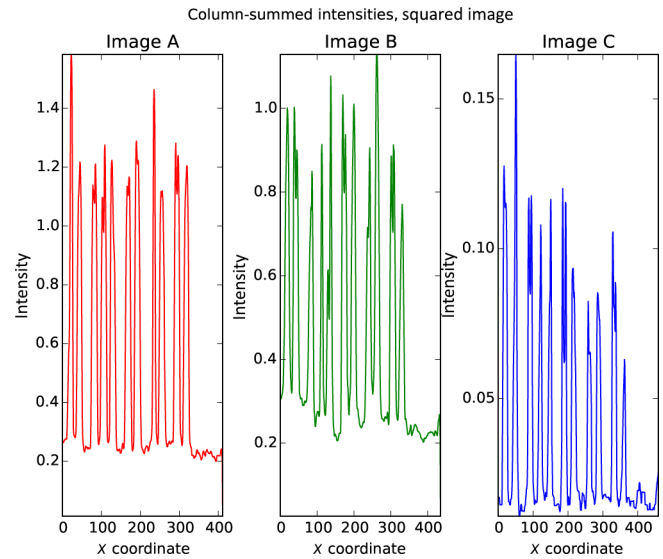 Column-summed intensities, squared image
Image A
Image B
Image C
Intensity
1.4
1.2
1.0
0.8
0.6
0.4
0.2
0 100 200 300 400
X coordinate
Intensity
1.0
0.8
0.6
0.4
0.2
0 100 200 300 400
X coordinate
Intensity
0.15
0.10
0.05
0 100 200 300 400
X coordinate